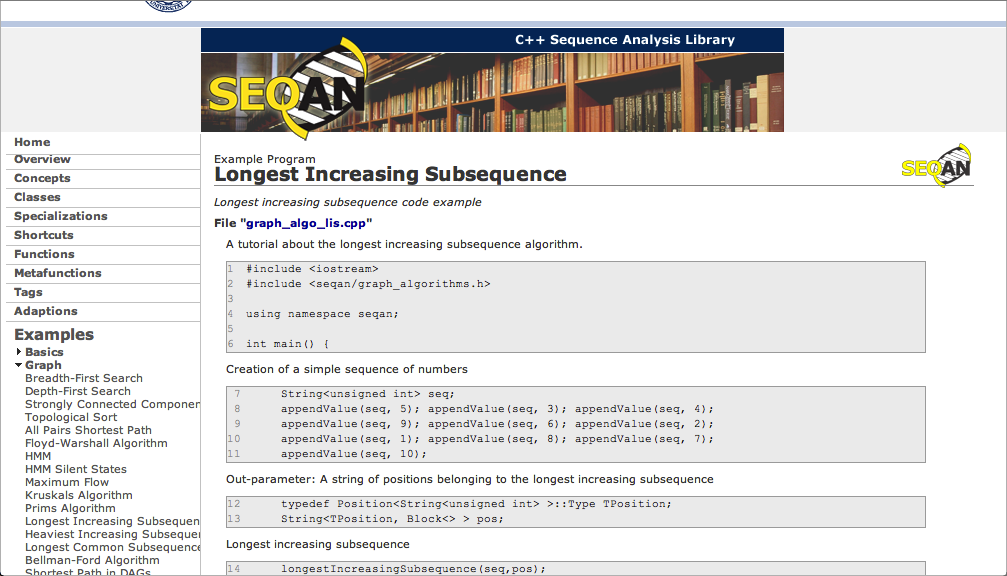 UNIVERSITÄT
C++ Sequence Analysis Library
SEQAN
Home
Overview
Concepts
Classes
Specializations
Shortcuts
Functions
Metafunctions
Tags
Adaptions
Examples
Basics
Graph
Breadth-First Search
Depth-First Search
Strongly Connected Componen
Topological Sort
All Pairs Shortest Path
Floyd-Warshall Algorithm
HMM
HMM Silent States
Maximum Flow
Kruskals Algorithm
Prims Algorithm
Longest Increasing Subsequen
Heaviest Increasing Subseque
Longest Common Subsequence
Bellman-Ford Algorithm
Shortest Path in DAGs
Example Program
Longest Increasing Subsequence
SEQAN
Longest increasing subsequence code example
File "graph_algo_lis.cpp"
A tutorial about the longest increasing subsequence algorithm.
1 #include <iostream>
2 #include <seqan/graph_algorithms.h>
3
4 using namespace seqan;
5
6 int main() {
Creation of a simple sequence of numbers
7 String<unsigned int> seq;
8 appendValue(seq, 5); appendValue(seq, 3); appendValue(seq, 4);
9 appendValue(seq, 9); appendValue(seq, 6); appendValue(seq, 2);
10 appendValue(seq, 1); appendValue(seq, 8); appendValue(seq, 7);
11 appendValue(seq, 10);
Out-parameter: A string of positions belonging to the longest increasing subsequence
12 typedef Position<String<unsigned int> >::Type TPosition;
13 String<TPosition, Block<> > pos;
Longest increasing subsequence
14 longestIncreasingSubsequence(seq,pos);